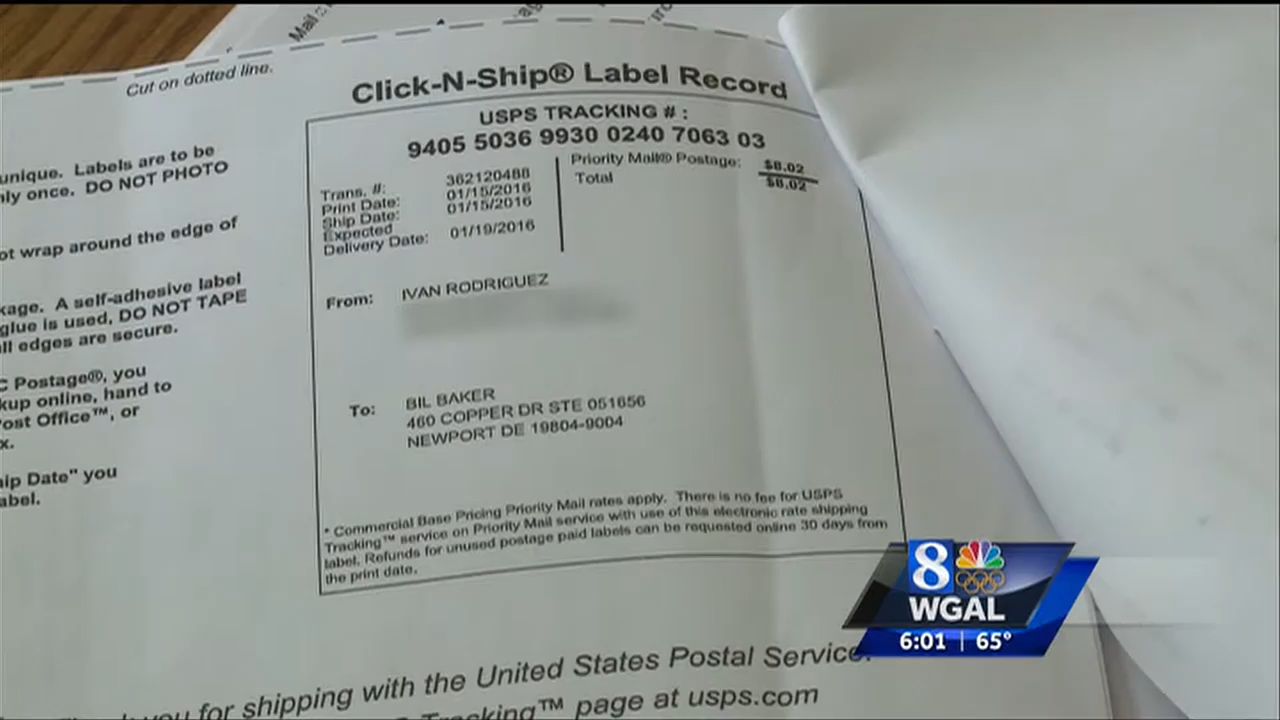 Mail
Cut on dotted line.
Click-N-Ship® Label Record
unique. Labels are to be
only once. DO NOT PHOTO
ot wrap around the edge of
kage. A self-adhesive label
glue is used, DO NOT TAPE
ll edges are secure.
C Postage®, you
kup online, hand to
ost Office™, or
x.
hip Date" you
abel.
USPS TRACKING # :
9405 5036 9930 0240 7063 03
Trans. #: 362120488
Print Date: 01/15/2016
Ship Date: 01/15/2016
Expected
Delivery Date: 01/19/2016
Priority Mail® Postage: $8.02
Total $8.02
From: IVAN RODRIGUEZ
To: BIL BAKER
460 COPPER DR STE 051656
NEWPORT DE 19804-9004
* Commercial Base Pricing Priority Mail rates apply. There is no fee for USPS
Tracking™ service on Priority Mail service with use of this electronic rate shipping
label. Refunds for unused postage paid labels can be requested online 30 days from
the print date.
you for shipping with the United States Postal Service.
Tracking™ page at usps.com
8
WGAL
6:01 | 65°